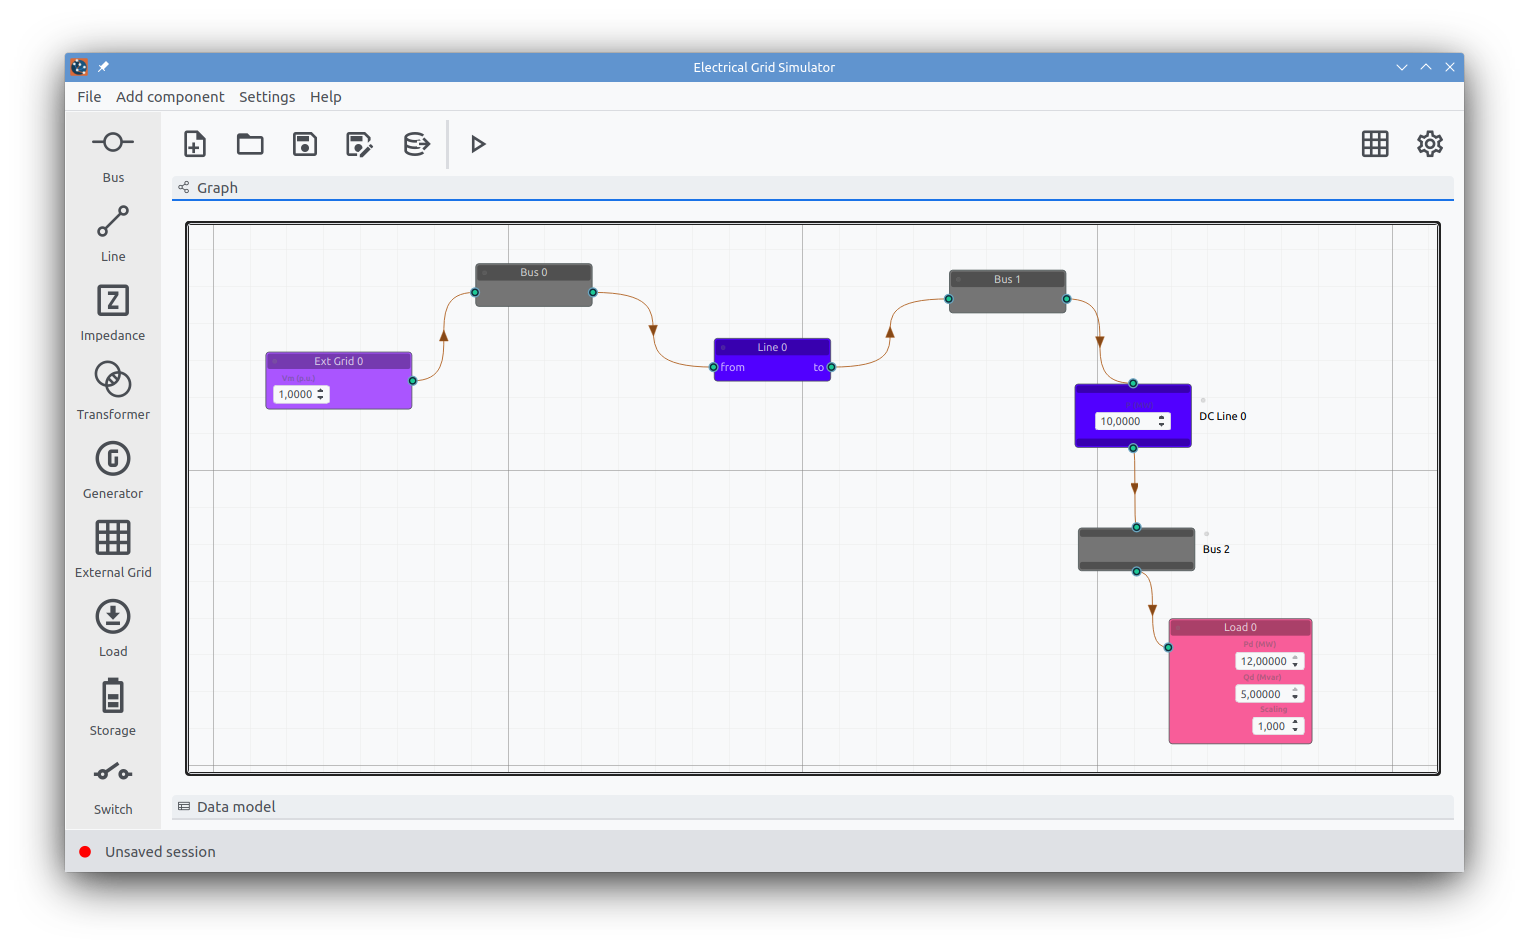 Electrical Grid Simulator
File Add component Settings Help
Bus
Line
Z
Impedance
Transformer
G
Generator
External Grid
Load
Storage
Switch
Graph
Bus 0
Bus 1
Ext Grid 0
Vm (p.u.)
1,0000
Line 0
from to
P (MW)
10,0000
DC Line 0
Bus 2
Load 0
Pd (MW)
12,00000
Qd (Mvar)
5,00000
Scaling
1,000
Data model
Unsaved session